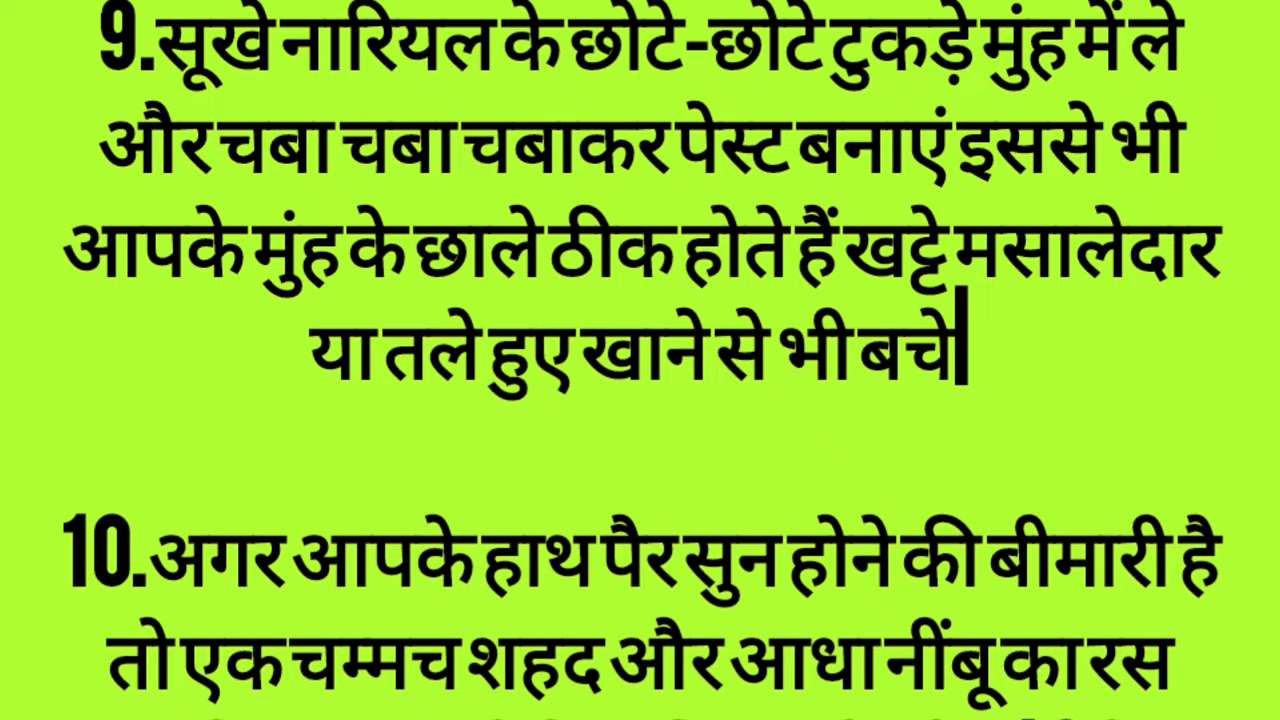 9.सूखे नारियल के छोटे-छोटे टुकड़े मुंह में ले
और चबा चबा चबाकर पेस्ट बनाएं इससे भी
आपके मुंह के छाले ठीक होते हैं खट्टे मसालेदार
या तले हुए खाने से भी बचे|
10.अगर आपके हाथ पैर सुन होने की बीमारी है
तो एक चम्मच शहद और आधा नींबू का रस